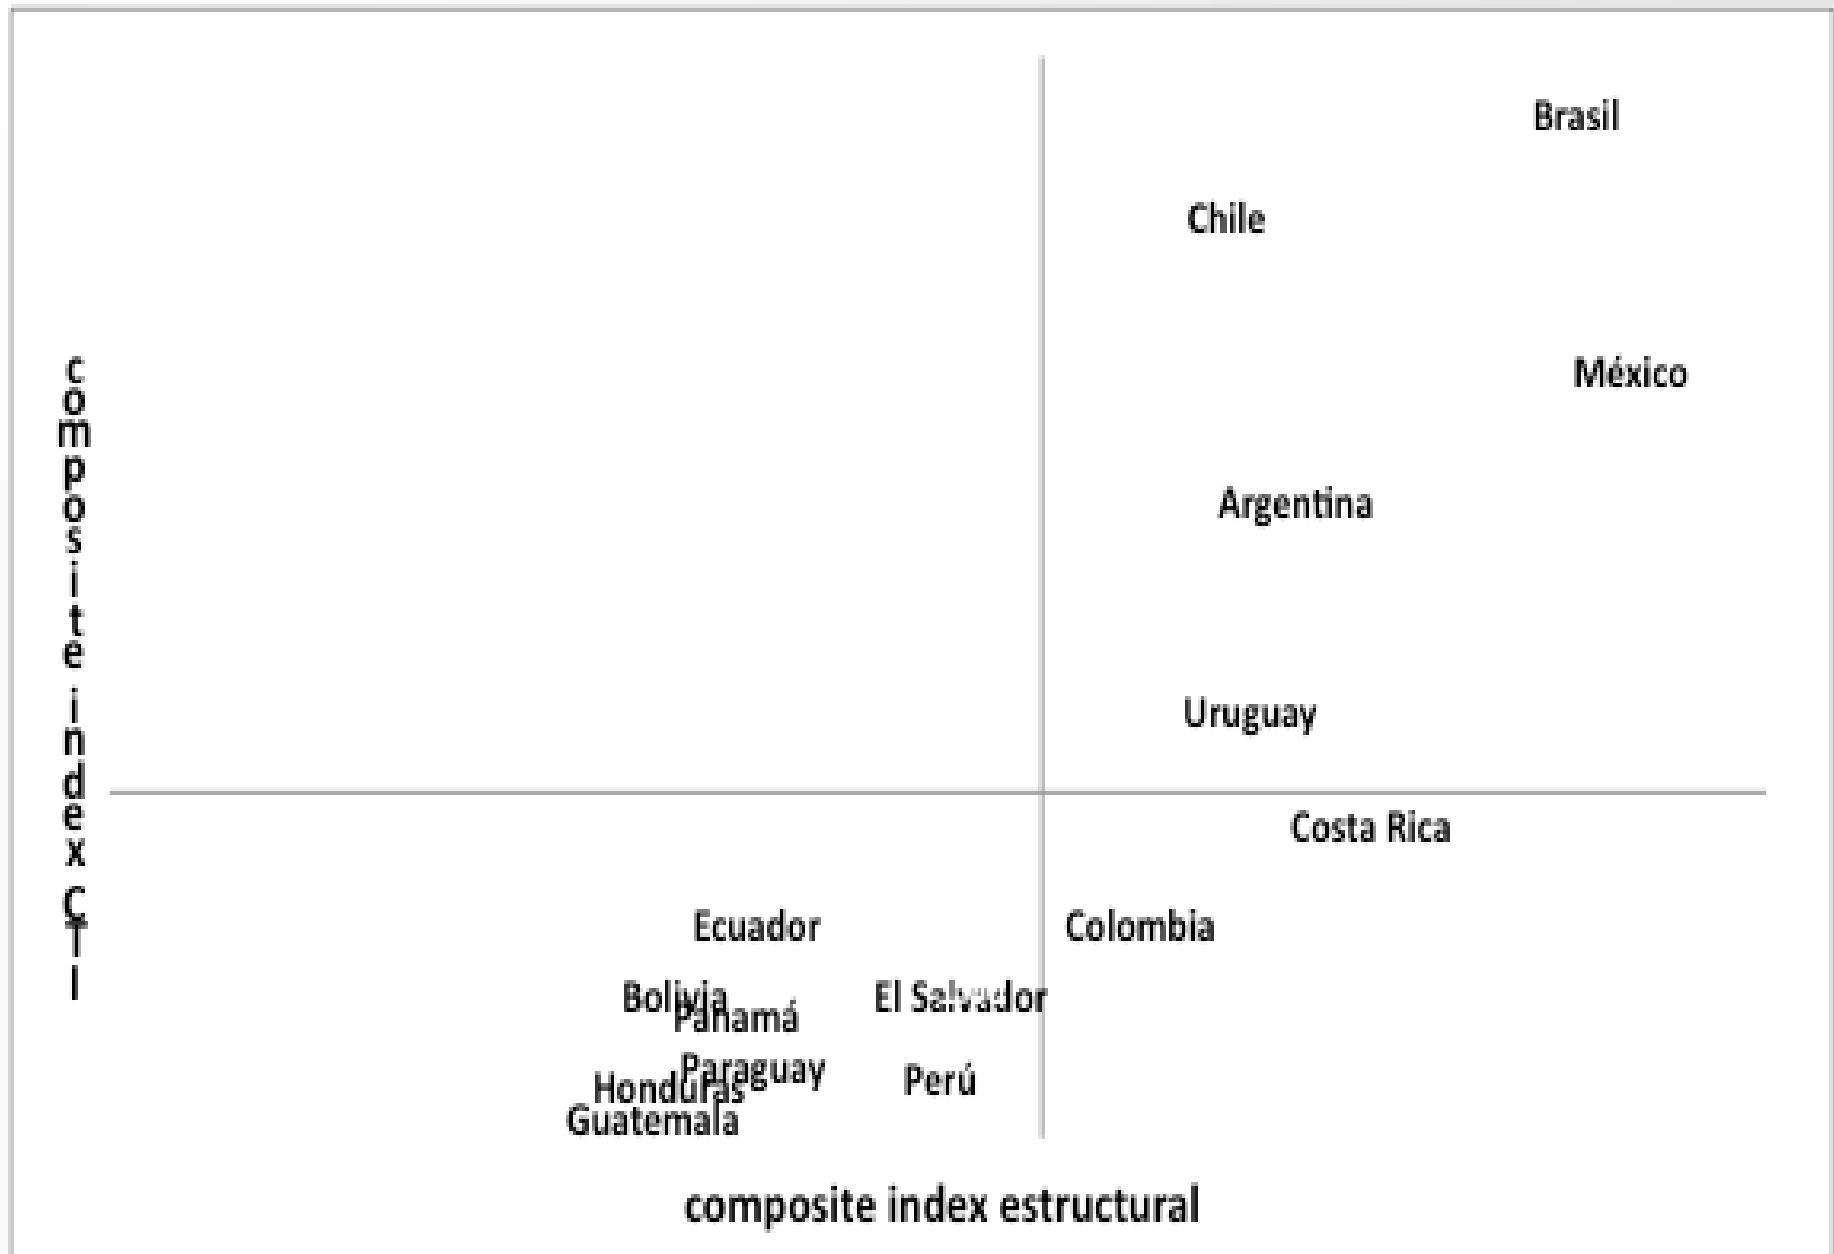 Brasil
Chile
México
Argentina
Uruguay
Costa Rica
Ecuador
Colombia
Bolivia
El Salvador
Panamá
Paraguay
Perú
Honduras
Guatemala
composite index CTI
composite index estructural